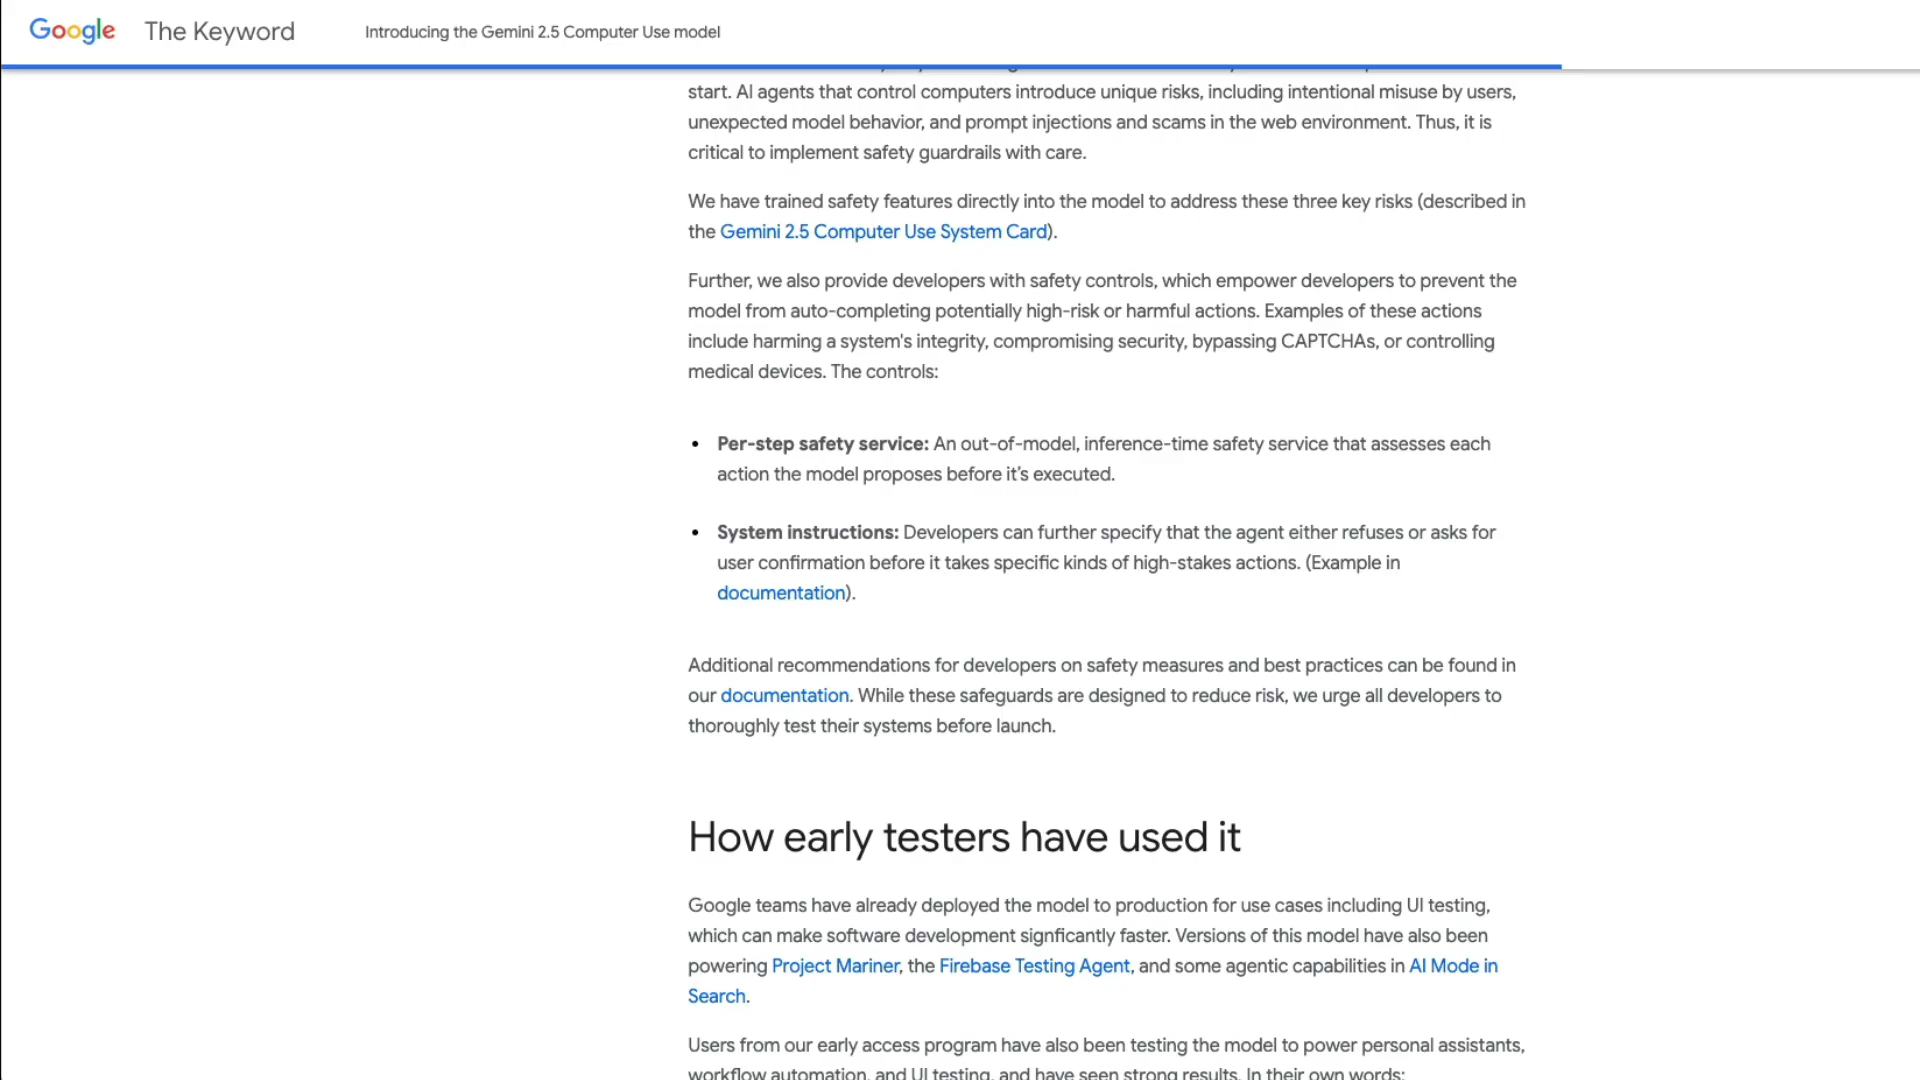 Google The Keyword Introducing the Gemini 2.5 Computer Use model
start. AI agents that control computers introduce unique risks, including intentional misuse by users,
unexpected model behavior, and prompt injections and scams in the web environment. Thus, it is
critical to implement safety guardrails with care.
We have trained safety features directly into the model to address these three key risks (described in
the Gemini 2.5 Computer Use System Card).
Further, we also provide developers with safety controls, which empower developers to prevent the
model from auto-completing potentially high-risk or harmful actions. Examples of these actions
include harming a system's integrity, compromising security, bypassing CAPTCHAs, or controlling
medical devices. The controls:
• Per-step safety service: An out-of-model, inference-time safety service that assesses each
action the model proposes before it’s executed.
• System instructions: Developers can further specify that the agent either refuses or asks for
user confirmation before it takes specific kinds of high-stakes actions. (Example in
documentation).
Additional recommendations for developers on safety measures and best practices can be found in
our documentation. While these safeguards are designed to reduce risk, we urge all developers to
thoroughly test their systems before launch.
How early testers have used it
Google teams have already deployed the model to production for use cases including UI testing,
which can make software development signficantly faster. Versions of this model have also been
powering Project Mariner, the Firebase Testing Agent, and some agentic capabilities in AI Mode in
Search.
Users from our early access program have also been testing the model to power personal assistants,
workflow automation, and UI testing, and have seen strong results. In their own words: